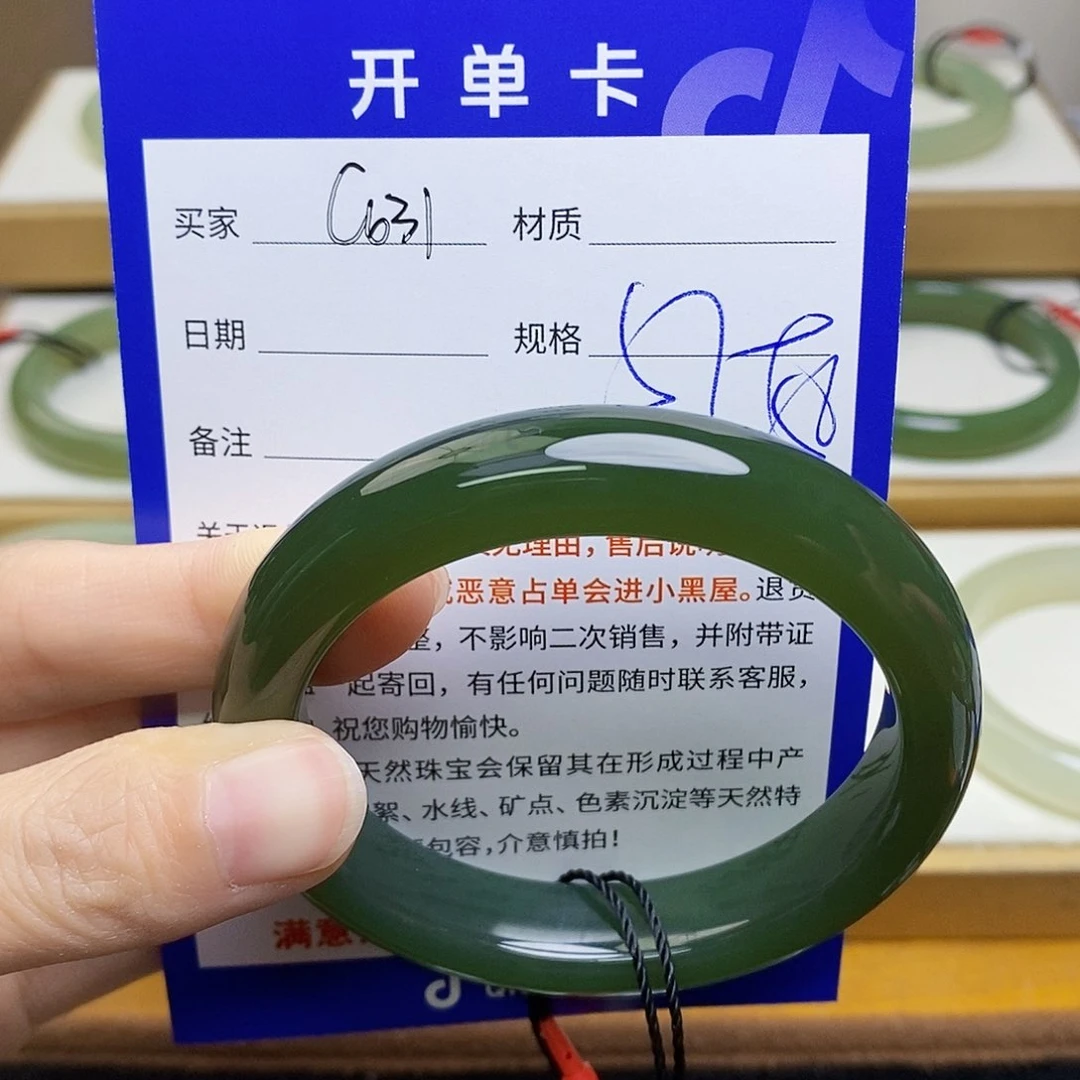 开单卡
买家 C631 材质
日期 规格
备注
无理由，售后说
恶意占单会进小黑屋。退
整，不影响二次销售，并附带证
一起寄回，有任何问题随时联系客服，
祝您购物愉快。
天然珠宝会保留其在形成过程中产
絮、水线、矿点、色素沉淀等天然特
包容，介意慎拍！
满意